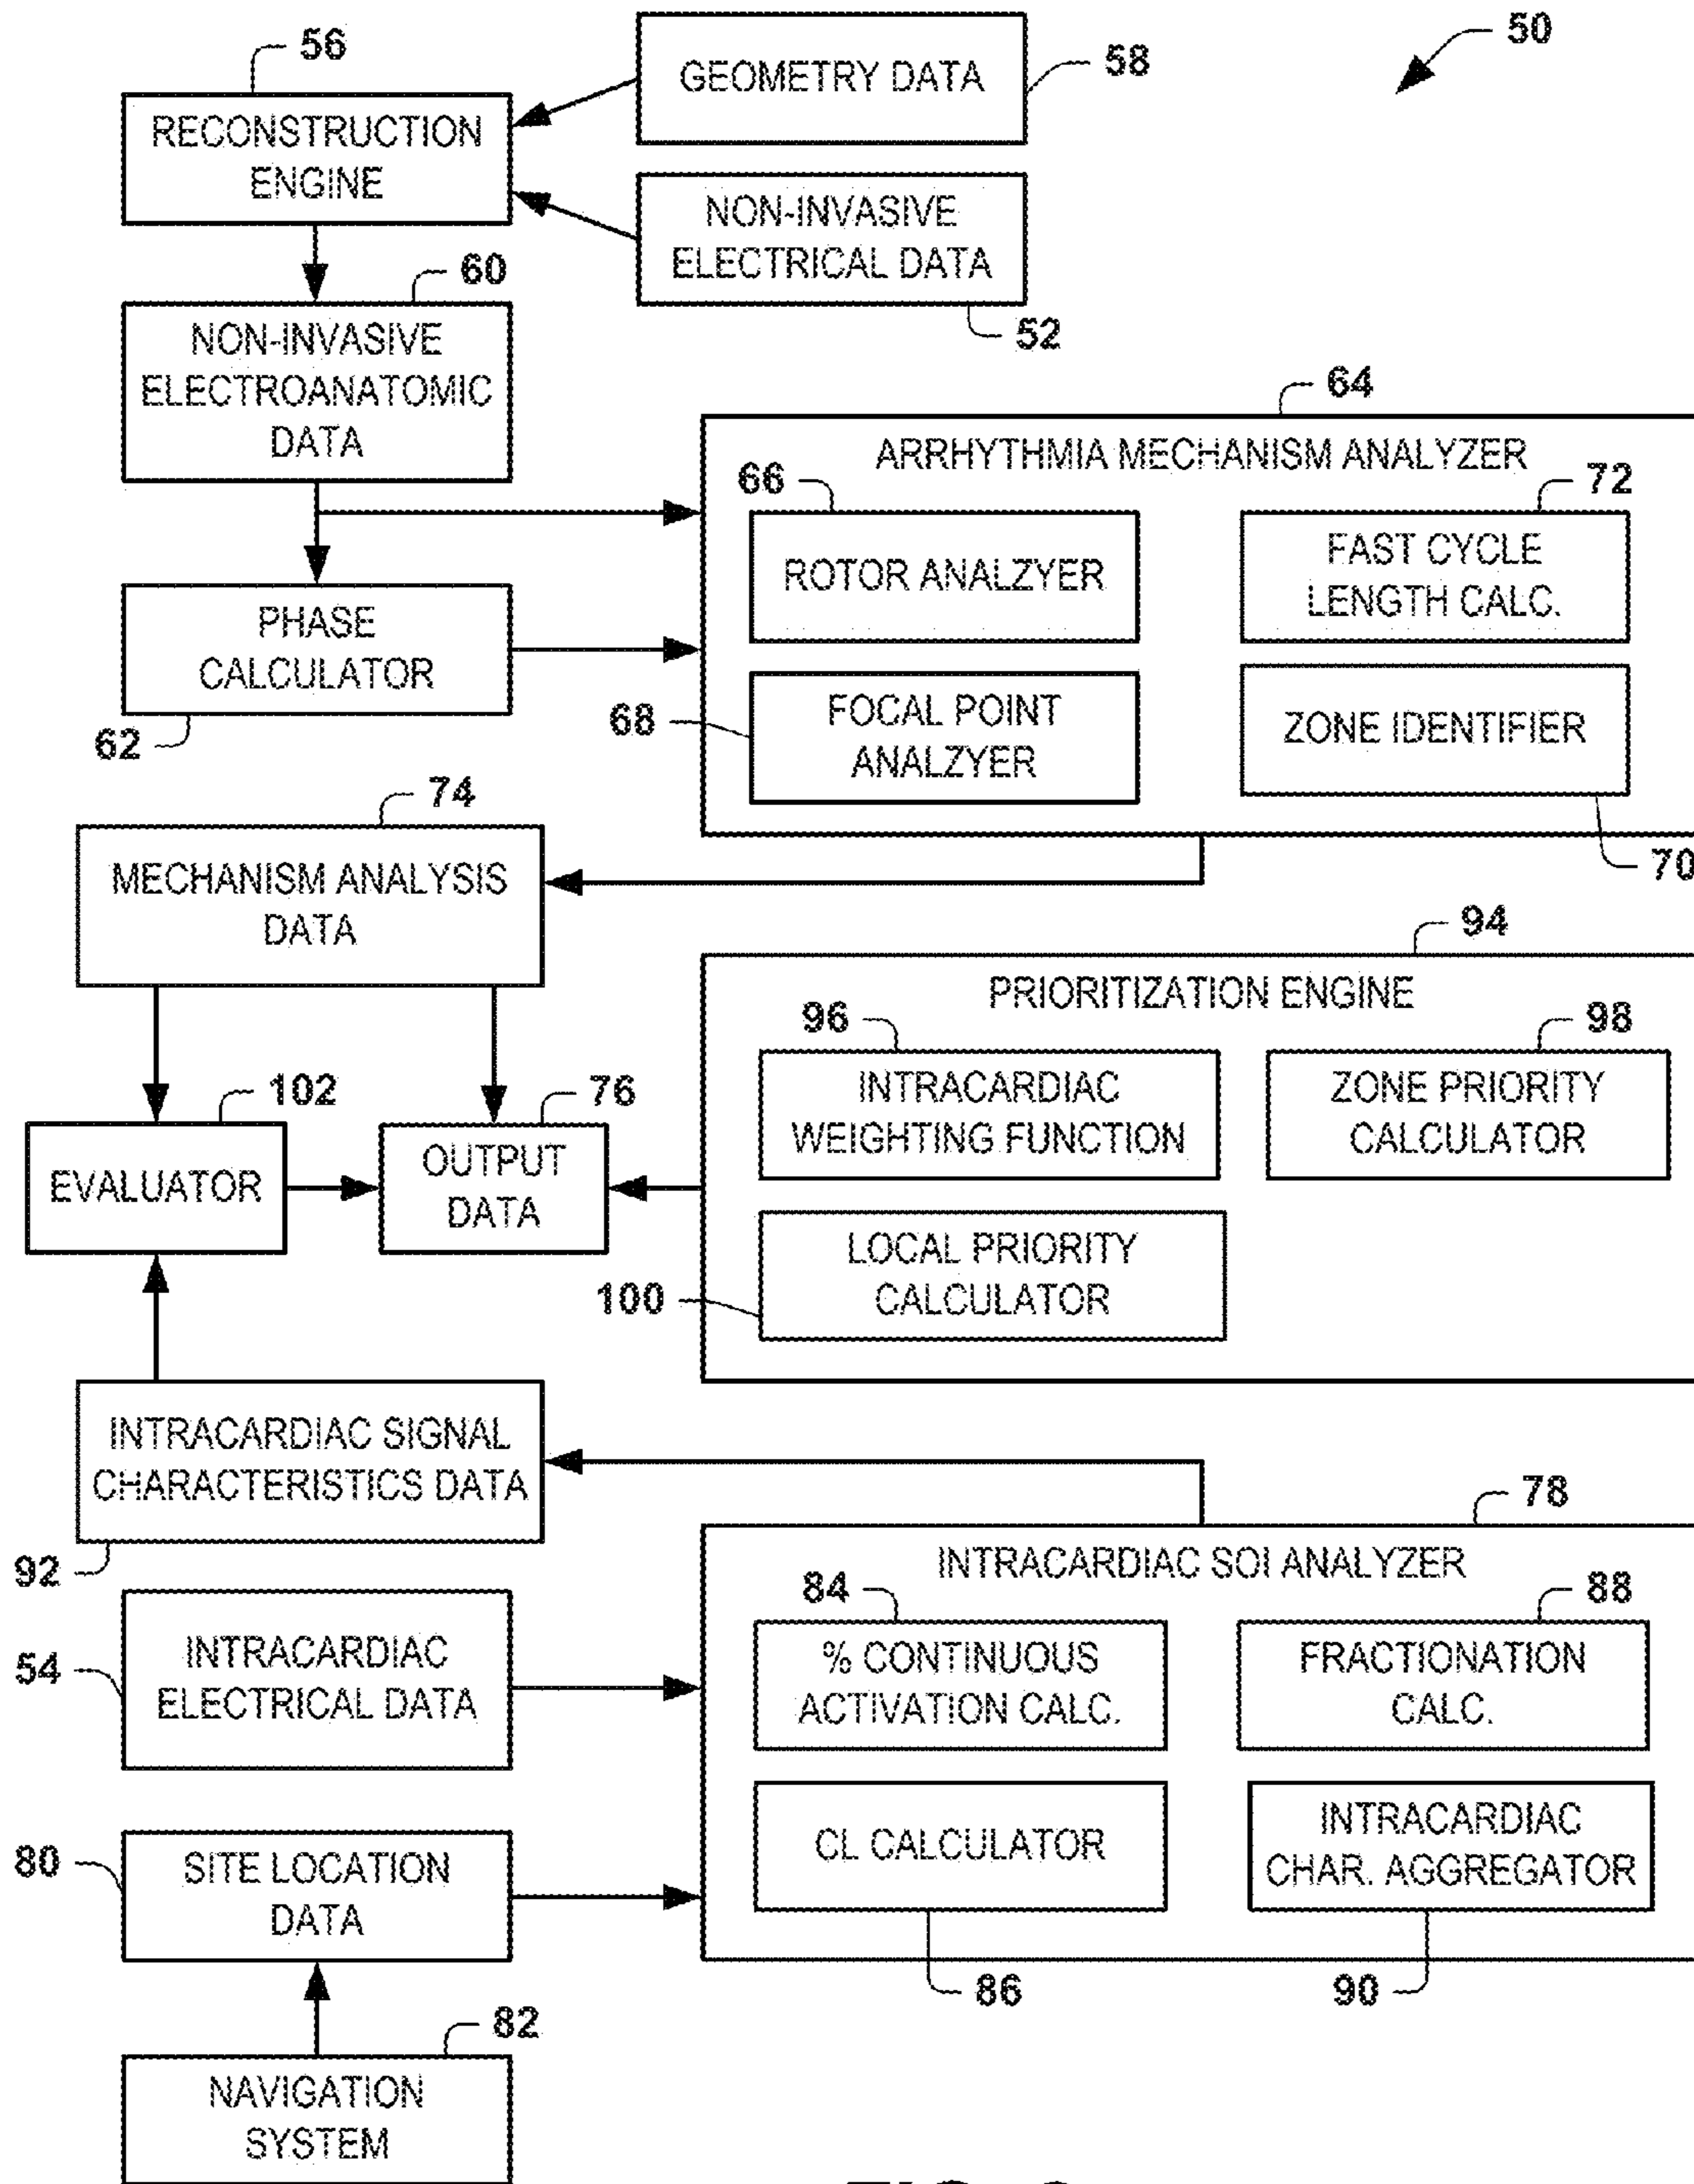 50
56
GEOMETRY DATA
58
RECONSTRUCTION
ENGINE
NON-INVASIVE
ELECTRICAL DATA
52
60
NON-INVASIVE
ELECTROANATOMIC
DATA
64
ARRHYTHMIA MECHANISM ANALYZER
66
72
ROTOR ANALZYER
FAST CYCLE
LENGTH CALC.
PHASE
CALCULATOR
62
68
FOCAL POINT
ANALZYER
ZONE IDENTIFIER
70
74
MECHANISM ANALYSIS
DATA
94
PRIORITIZATION ENGINE
96
98
INTRACARDIAC
WEIGHTING FUNCTION
ZONE PRIORITY
CALCULATOR
102
76
EVALUATOR
OUTPUT
DATA
LOCAL PRIORITY
CALCULATOR
100
INTRACARDIAC SIGNAL
CHARACTERISTICS DATA
92
78
INTRACARDIAC SOI ANALYZER
84
88
54
INTRACARDIAC
ELECTRICAL DATA
% CONTINUOUS
ACTIVATION CALC.
FRACTIONATION
CALC.
80
SITE LOCATION
DATA
CL CALCULATOR
INTRACARDIAC
CHAR. AGGREGATOR
86
90
82
NAVIGATION
SYSTEM